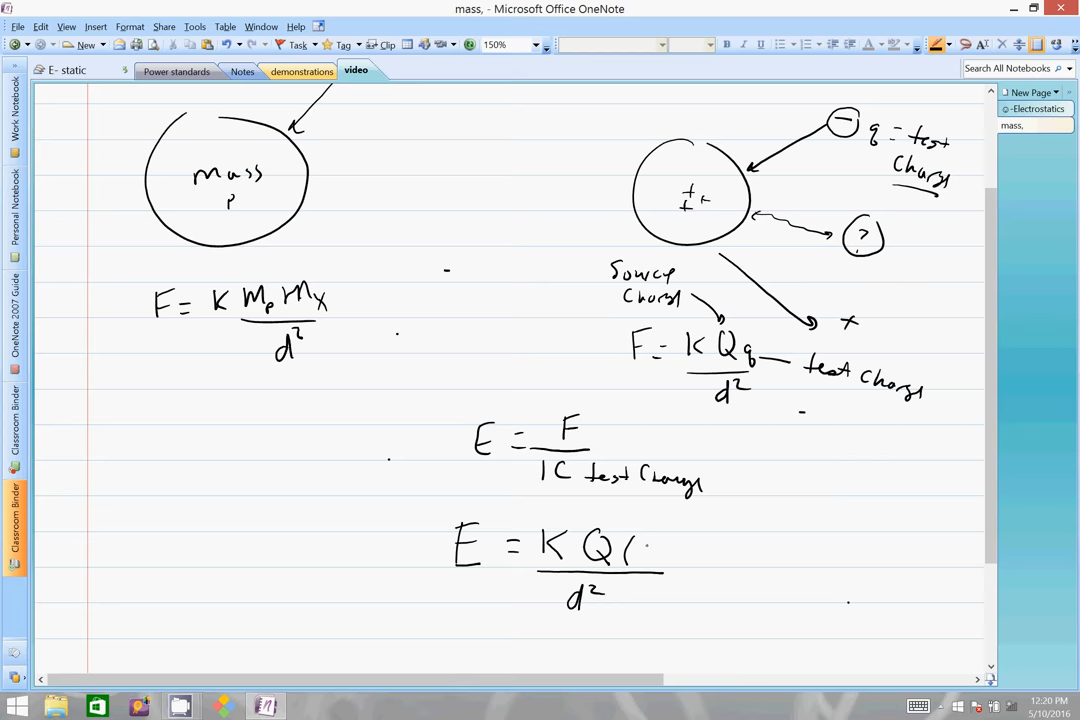 mass, - Microsoft Office OneNote
File Edit View Insert Format Share Tools Table Window Help
New Task Tag Clip 150%
E- static Power standards Notes demonstrations video
Search All Notebooks
New Page
-Electrostatics
mass,
Work Notebook
Personal Notebook
OneNote 2007 Guide
Classroom Binder
Classroom Binder
mass
P
+ + +
−
q = test
Charge
?
Source
Charge
+
F = K Mp Mx
d²
F = K Q q
d²
test Charge
E = F
1C test Charge
E = K Q (
d²
12:20 PM
5/10/2016